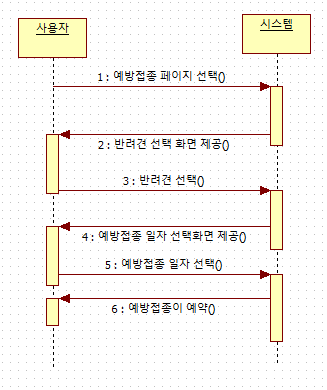 사용자
시스템
1 : 예방접종 페이지 선택()
2 : 반려견 선택 화면 제공()
3 : 반려견 선택()
4 : 예방접종 일자 선택화면 제공()
5 : 예방접종 일자 선택()
6 : 예방접종이 예약()